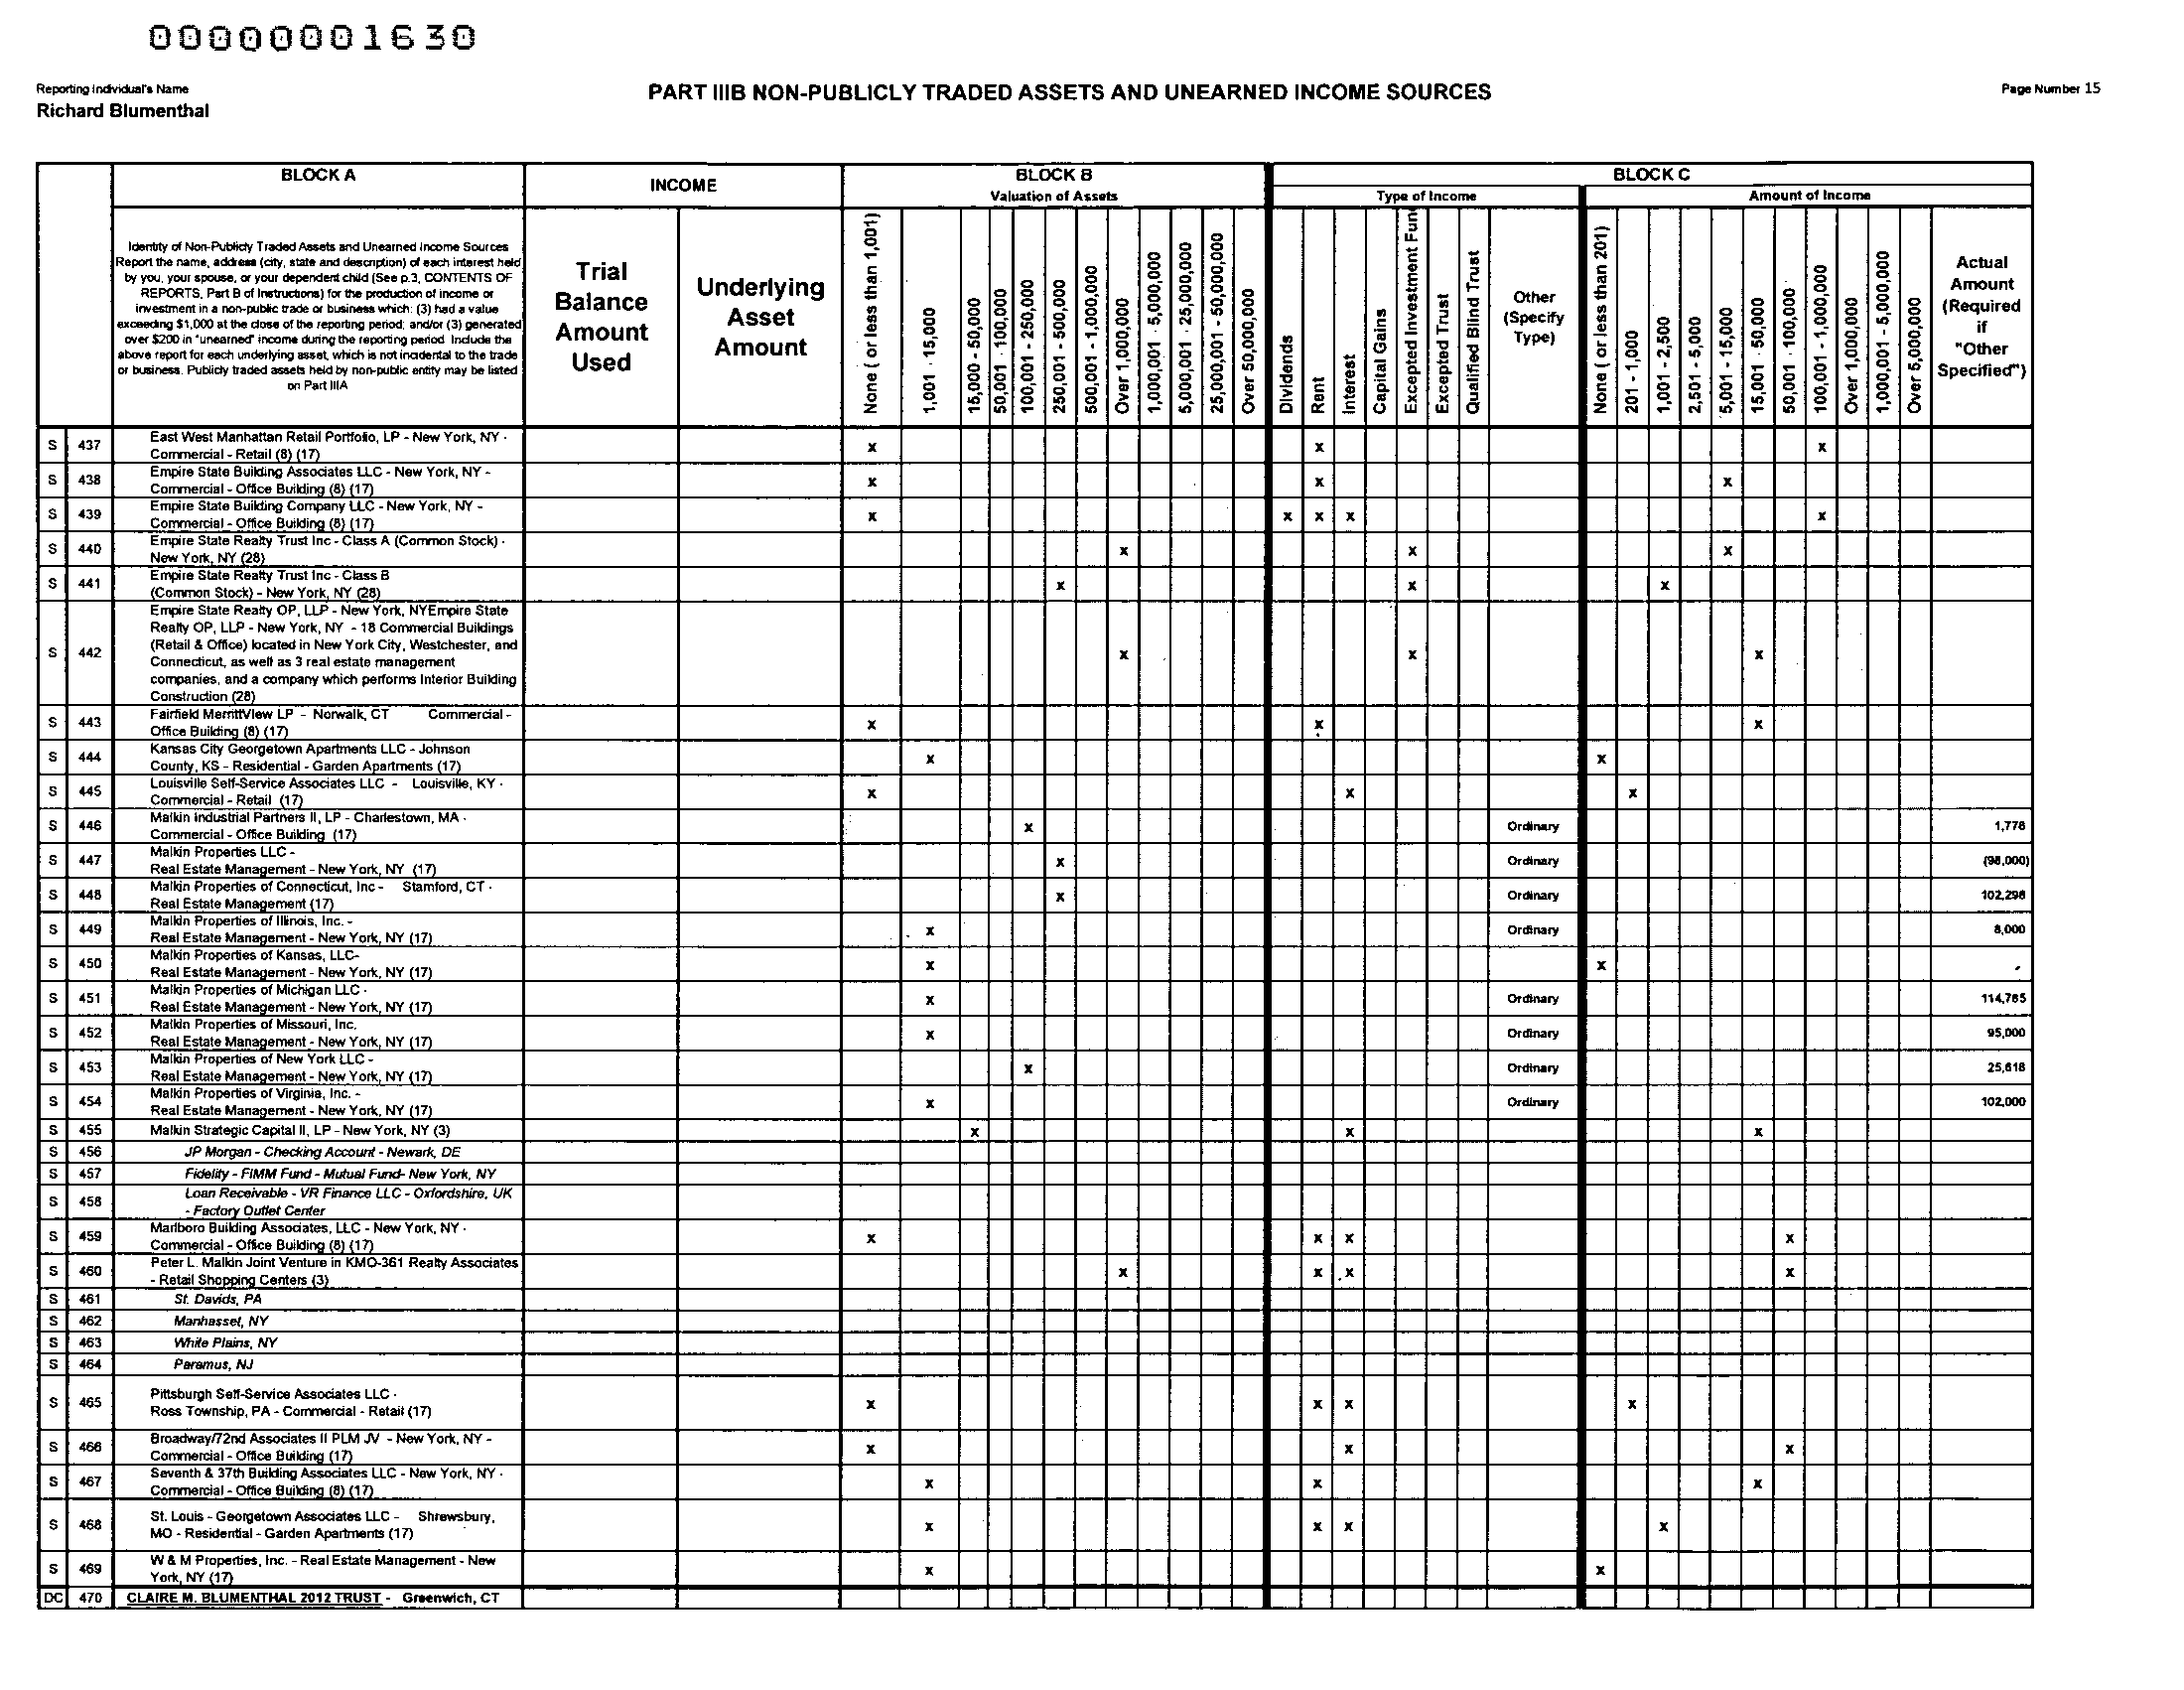 00000001630
Reporting Individual's Name
Richard Blumenthal
PART IIIB NON-PUBLICLY TRADED ASSETS AND UNEARNED INCOME SOURCES
Page Number 15
BLOCK A
INCOME
BLOCK B
BLOCK C
Valuation of Assets
Type of Income
Amount of Income
Identity of Non-Publicly Traded Assets and Unearned Income Sources
Report the name, address (city, state and description) of each interest held
by you, your spouse, or your dependent child (See p.3, CONTENTS OF
REPORTS, Part B of Instructions) for the production of income or
investment in a non-public trade or business which: (3) had a value
exceeding $1,000 at the close of the reporting period; and/or (3) generated
over $200 in "unearned" income during the reporting period. Include the
above report for each underlying asset, which is not incidental to the trade
or business. Publicly traded assets held by non-public entity may be listed
on Part IIIA
Trial
Balance
Amount
Used
Underlying
Asset
Amount
None ( or less than 1,001)
1,001 - 15,000
15,000 - 50,000
50,001 - 100,000
100,001 - 250,000
250,001 - 500,000
500,001 - 1,000,000
Over 1,000,000
1,000,001 - 5,000,000
5,000,001 - 25,000,000
25,000,001 - 50,000,000
Over 50,000,000
Dividends
Rent
Interest
Capital Gains
Excepted Investment Fun
Excepted Trust
Qualified Blind Trust
Other
(Specify
Type)
None ( or less than 201)
201 - 1,000
1,001 - 2,500
2,501 - 5,000
5,001 - 15,000
15,001 - 50,000
50,001 - 100,000
100,001 - 1,000,000
Over 1,000,000
1,000,001 - 5,000,000
Over 5,000,000
Actual
Amount
(Required
if
"Other
Specified")
S 437 East West Manhattan Retail Portfolio, LP - New York, NY -
Commercial - Retail (8) (17) x x x
S 438 Empire State Building Associates LLC - New York, NY -
Commercial - Office Building (8) (17) x x x
S 439 Empire State Building Company LLC - New York, NY -
Commercial - Office Building (8) (17) x x x x x
S 440 Empire State Realty Trust Inc - Class A (Common Stock) -
New York, NY (28) x x x
S 441 Empire State Realty Trust Inc - Class B
(Common Stock) - New York, NY (28) x x x
Empire State Realty OP, LLP - New York, NYEmpire State
Realty OP, LLP - New York, NY - 18 Commercial Buildings
(Retail & Office) located in New York City, Westchester, and
S 442 Connecticut, as well as 3 real estate management x x x
companies, and a company which performs Interior Building
Construction (28)
S 443 Fairfield MerrittView LP - Norwalk, CT Commercial -
Office Building (8) (17) x x x
S 444 Kansas City Georgetown Apartments LLC - Johnson
County, KS - Residential - Garden Apartments (17) x x
S 445 Louisville Self-Service Associates LLC - Louisville, KY -
Commercial - Retail (17) x x x
S 446 Malkin Industrial Partners II, LP - Charlestown, MA -
Commercial - Office Building (17) x Ordinary 1,778
S 447 Malkin Properties LLC -
Real Estate Management - New York, NY (17) x Ordinary (98,000)
S 448 Malkin Properties of Connecticut, Inc - Stamford, CT -
Real Estate Management (17) x Ordinary 102,298
S 449 Malkin Properties of Illinois, Inc. -
Real Estate Management - New York, NY (17) x Ordinary 8,000
S 450 Malkin Properties of Kansas, LLC-
Real Estate Management - New York, NY (17) x x -
S 451 Malkin Properties of Michigan LLC -
Real Estate Management - New York, NY (17) x Ordinary 114,785
S 452 Malkin Properties of Missouri, Inc.
Real Estate Management - New York, NY (17) x Ordinary 95,000
S 453 Malkin Properties of New York LLC -
Real Estate Management - New York, NY (17) x Ordinary 25,618
S 454 Malkin Properties of Virginia, Inc. -
Real Estate Management - New York, NY (17) x Ordinary 102,000
S 455 Malkin Strategic Capital II, LP - New York, NY (3) x x x
S 456 JP Morgan - Checking Account - Newark, DE
S 457 Fidelity - FIMM Fund - Mutual Fund- New York, NY
S 458 Loan Receivable - VR Finance LLC - Oxfordshire, UK
- Factory Outlet Center
S 459 Marlboro Building Associates, LLC - New York, NY -
Commercial - Office Building (8) (17) x x x x
S 460 Peter L. Malkin Joint Venture in KMO-361 Realty Associates
- Retail Shopping Centers (3) x x x x
S 461 St. Davids, PA
S 462 Manhasset, NY
S 463 White Plains, NY
S 464 Paramus, NJ
S 465 Pittsburgh Self-Service Associates LLC -
Ross Township, PA - Commercial - Retail (17) x x x x
S 466 Broadway/72nd Associates II PLM JV - New York, NY -
Commercial - Office Building (17) x x x
S 467 Seventh & 37th Building Associates LLC - New York, NY -
Commercial - Office Building (8) (17) x x x
S 468 St. Louis - Georgetown Associates LLC - Shrewsbury,
MO - Residential - Garden Apartments (17) x x x x
S 469 W & M Properties, Inc. - Real Estate Management - New
York, NY (17) x x
DC 470 CLAIRE M. BLUMENTHAL 2012 TRUST - Greenwich, CT